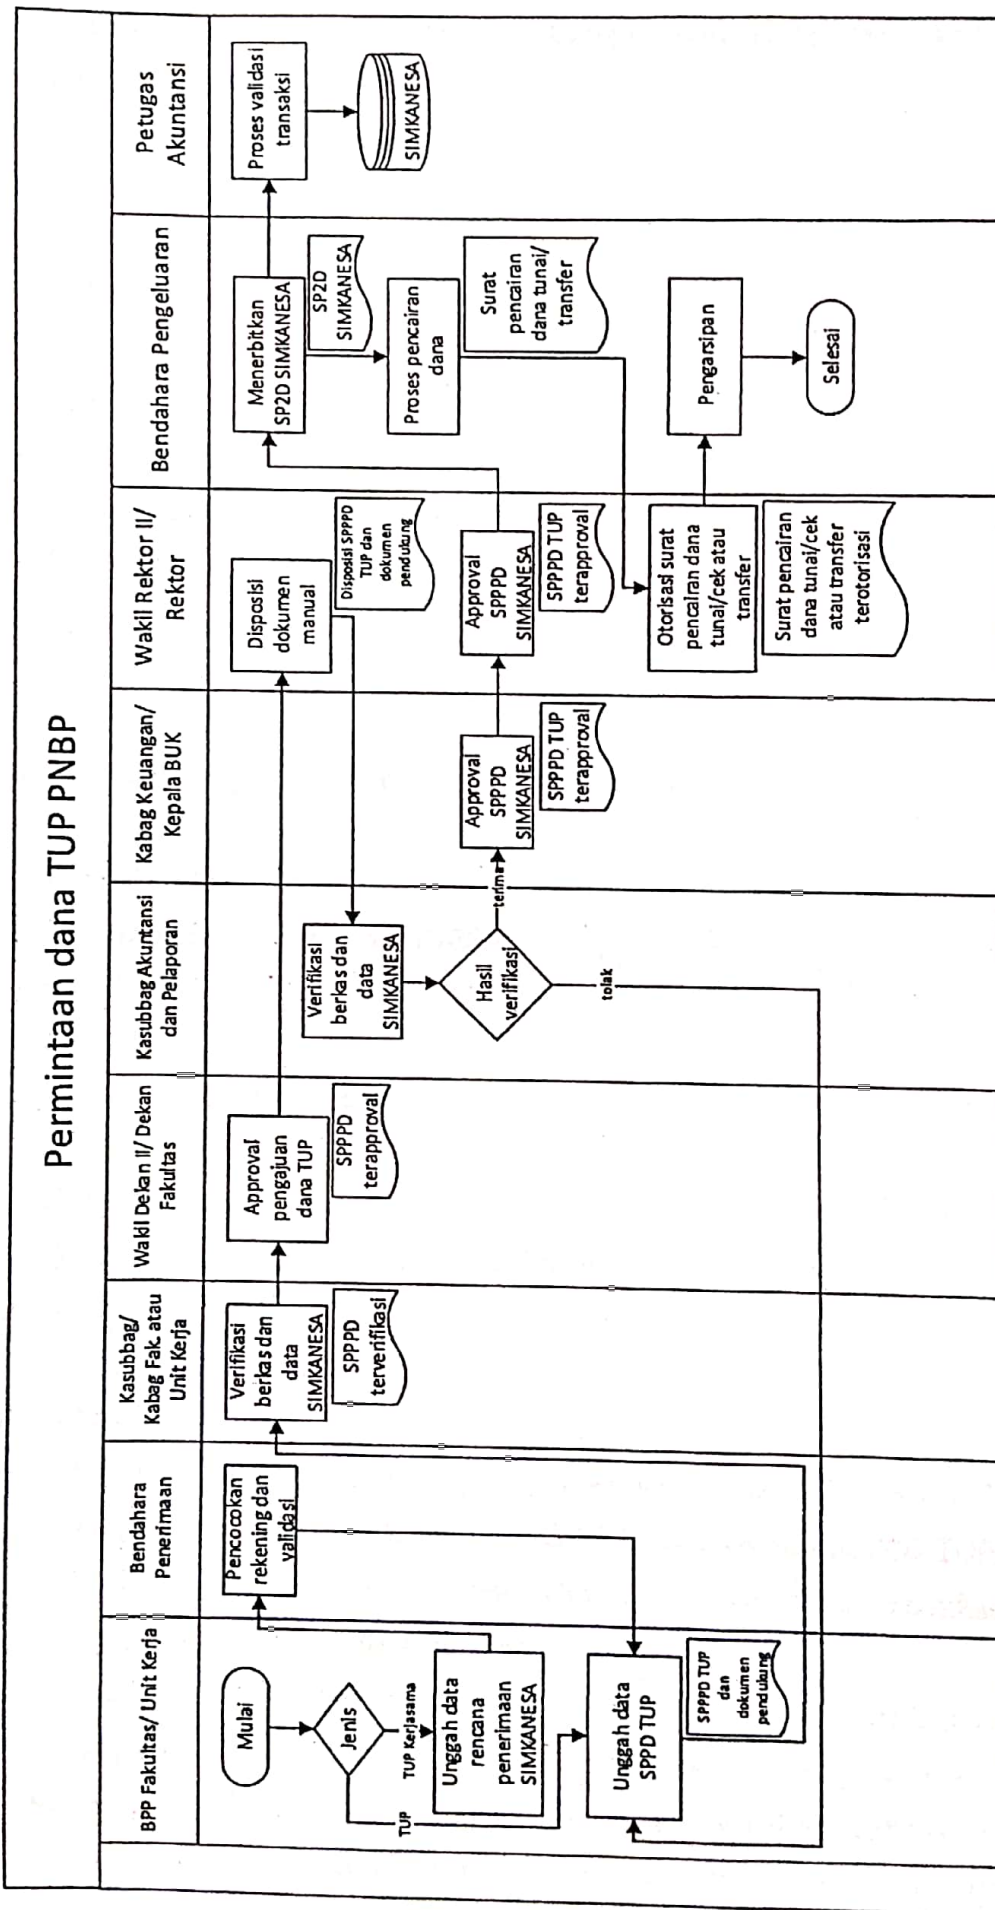 Permintaan dana TUP PNBP
BPP Fakultas/ Unit Kerja
Bendahara
Penerimaan
Kasubbag/
Kabag Fak. atau
Unit Kerja
Wakil Dekan II/ Dekan
Fakultas
Kasubbag Akuntansi
dan Pelaporan
Kabag Keuangan/
Kepala BUK
Wakil Rektor II/
Rektor
Bendahara Pengeluaran
Petugas
Akuntansi
Mulai
Jenis
TUP Kerjasama
TUP
Unggah data
rencana
penerimaan
SIMKANESA
Unggah data
SPPD TUP
SPPPD TUP
dan
dokumen
pendukung
Pencocokan
rekening dan
validasi
Verifikasi
berkas dan
data
SIMKANESA
SPPPD
terverifikasi
Approval
pengajuan
dana TUP
SPPPD
terapproval
Verifikasi
berkas dan
data
SIMKANESA
Hasil
verifikasi
terima
tolak
Approval
SPPPD
SIMKANESA
SPPPD TUP
terapproval
Disposisi
dokumen
manual
Disposisi SPPPD
TUP dan
dokumen
pendukung
Approval
SPPPD
SIMKANESA
SPPPD TUP
terapproval
Otorisasi surat
pencairan dana
tunai/cek atau
transfer
Surat pencairan
dana tunai/cek
atau transfer
terotorisasi
Menerbitkan
SP2D SIMKANESA
SP2D
SIMKANESA
Proses pencairan
dana
Surat
pencairan
dana tunai/
transfer
Pengarsipan
Selesai
Proses validasi
transaksi
SIMKANESA